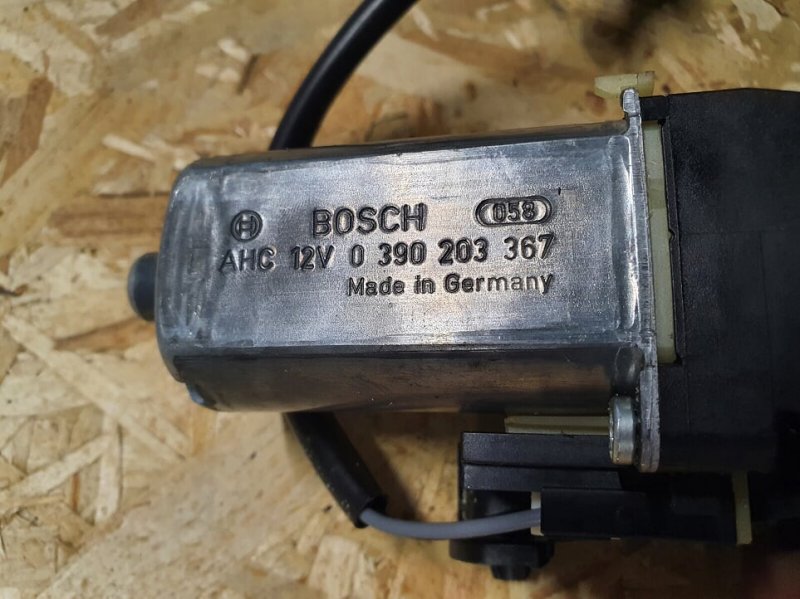 BOSCH 058
AHC 12V 0 390 203 367
Made in Germany